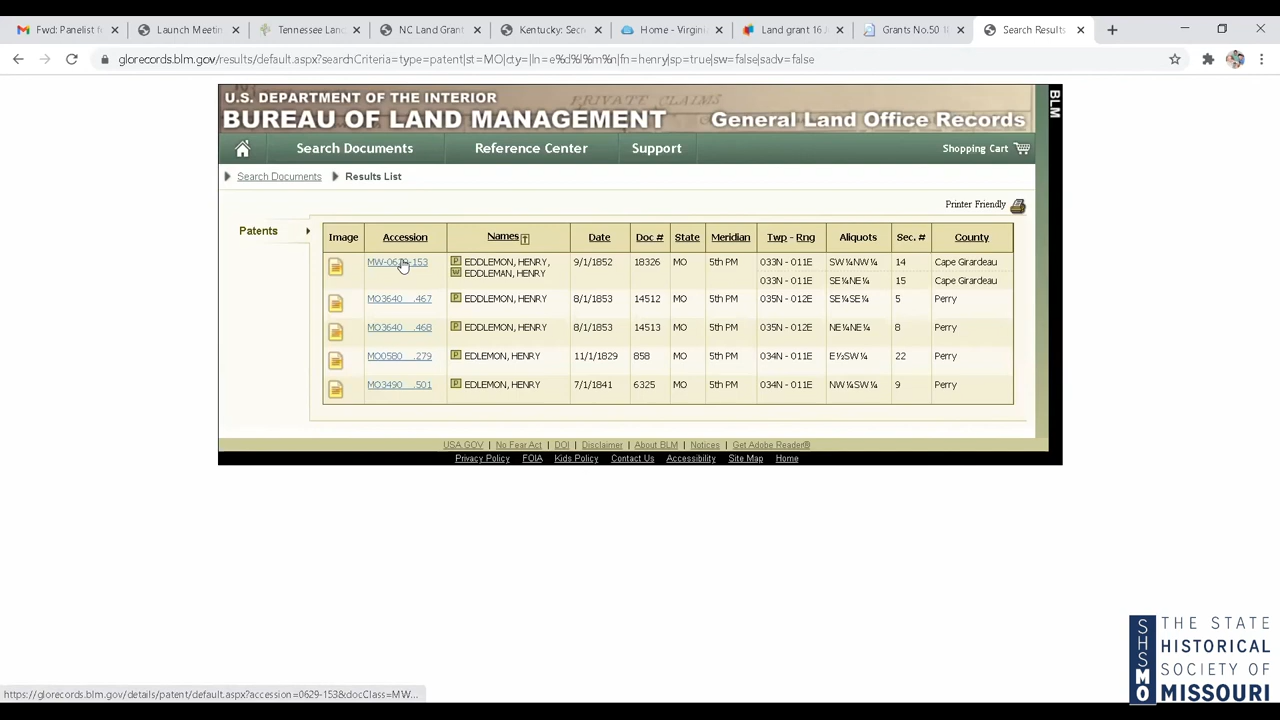 Fwd: Panelist f
Launch Meeti
Tennessee Lan
NC Land Grant
Kentucky: Secr
Home - Virgini
Land grant 16 J
Grants No.50 1
Search Results
glorecords.blm.gov/results/default.aspx?searchCriteria=type=patent|st=MO|cty=|ln=e%d%l%m%n|fn=henry|sp=true|sw=false|sadv=false
PRIVATE CLAIMS
U.S. DEPARTMENT OF THE INTERIOR
BUREAU OF LAND MANAGEMENT
General Land Office Records
BLM
Search Documents Reference Center Support Shopping Cart
Search Documents Results List
Printer Friendly
Patents
Image Accession Names Date Doc # State Meridian Twp - Rng Aliquots Sec. # County
MW-0629-153 P EDDLEMON, HENRY, 9/1/1852 18326 MO 5th PM 033N - 011E SW¼NW¼ 14 Cape Girardeau
W EDDLEMAN, HENRY 033N - 011E SE¼NE¼ 15 Cape Girardeau
MO3640__.467 P EDDLEMON, HENRY 8/1/1853 14512 MO 5th PM 035N - 012E SE¼SE¼ 5 Perry
MO3640__.468 P EDDLEMON, HENRY 8/1/1853 14513 MO 5th PM 035N - 012E NE¼NE¼ 8 Perry
MO0580__.279 P EDLEMON, HENRY 11/1/1829 858 MO 5th PM 034N - 011E E½SW¼ 22 Perry
MO3490__.501 P EDLEMON, HENRY 7/1/1841 6325 MO 5th PM 034N - 011E NW¼SW¼ 9 Perry
USA.GOV | No Fear Act | DOI | Disclaimer | About BLM | Notices | Get Adobe Reader®
Privacy Policy | FOIA | Kids Policy | Contact Us | Accessibility | Site Map | Home
SHS MO
THE STATE
HISTORICAL
SOCIETY OF
MISSOURI
https://glorecords.blm.gov/details/patent/default.aspx?accession=0629-153&docClass=MW...